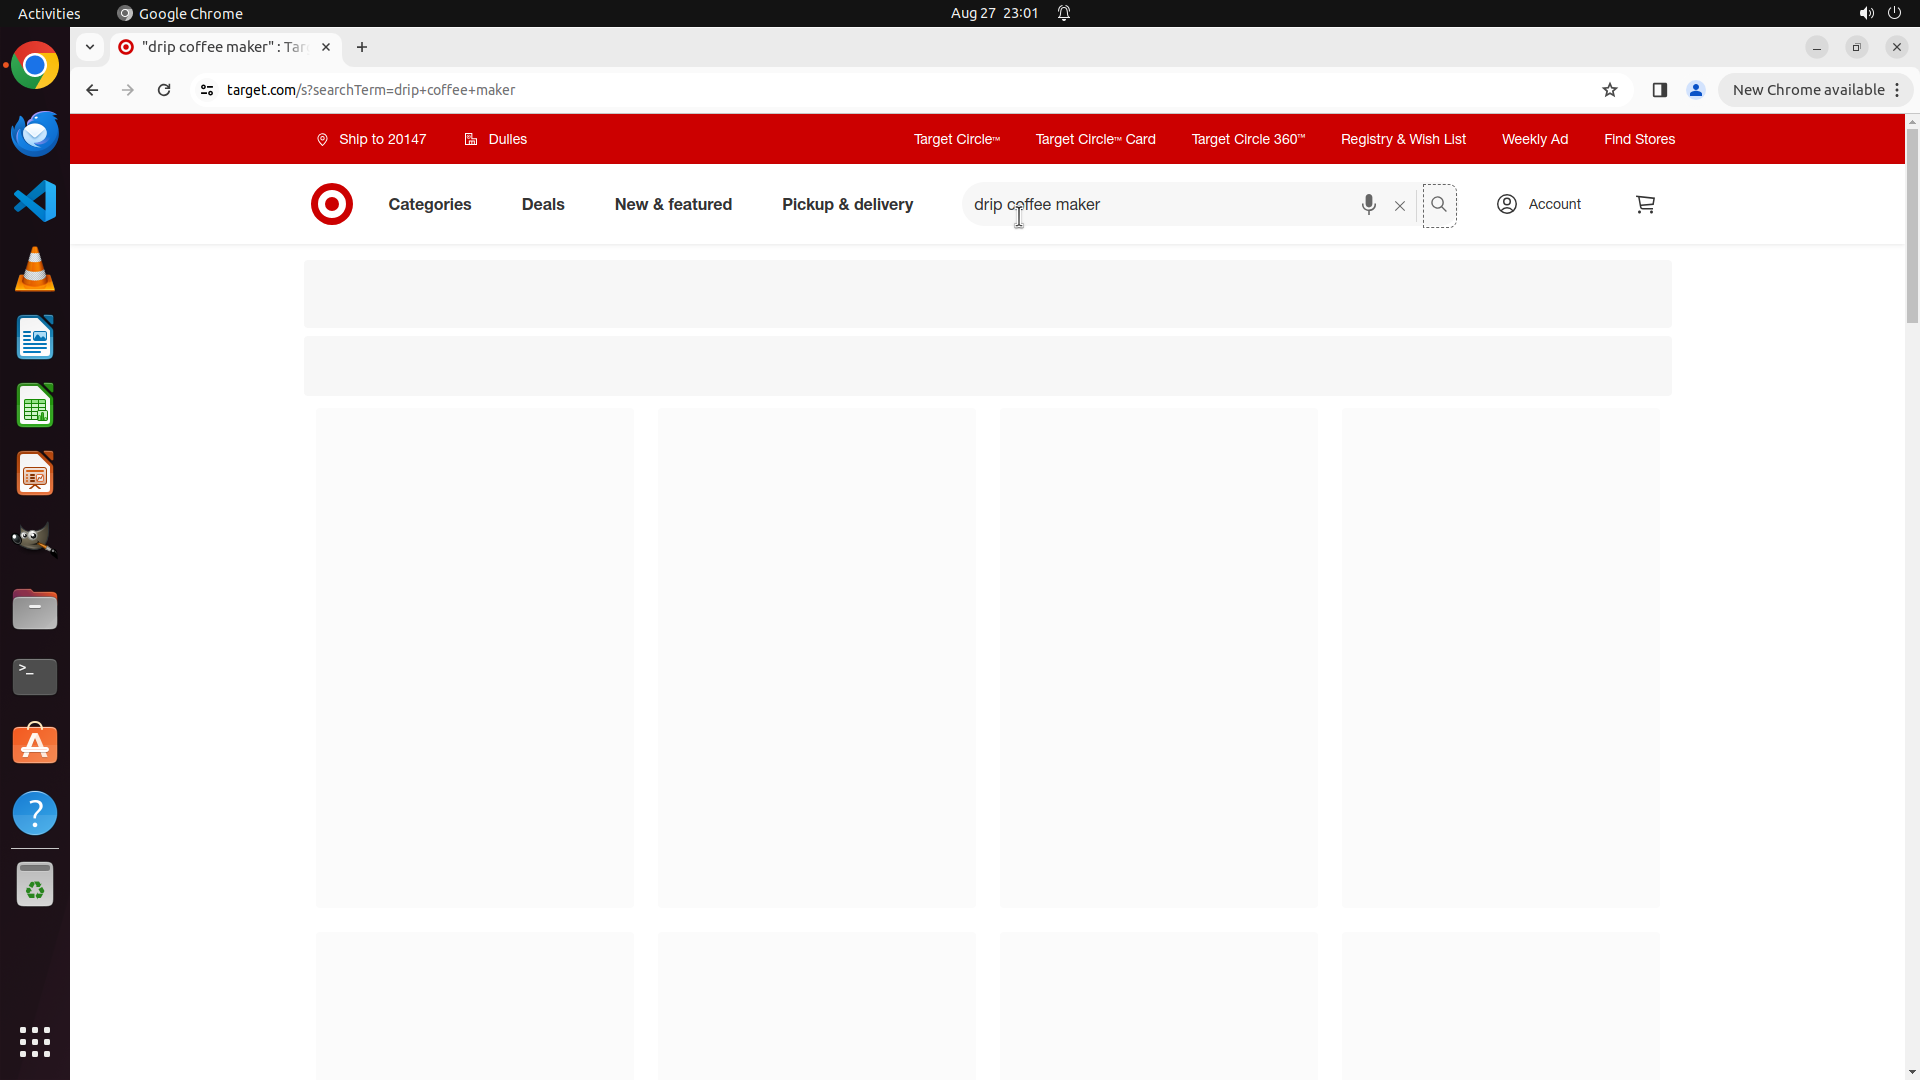 Activities
Google Chrome
Aug 27 23:01
"drip coffee maker" : Tar
target.com/s?searchTerm=drip+coffee+maker
New Chrome available
Ship to 20147
Dulles
Target Circle™
Target Circle™ Card
Target Circle 360™
Registry & Wish List
Weekly Ad
Find Stores
Categories
Deals
New & featured
Pickup & delivery
drip coffee maker
Account